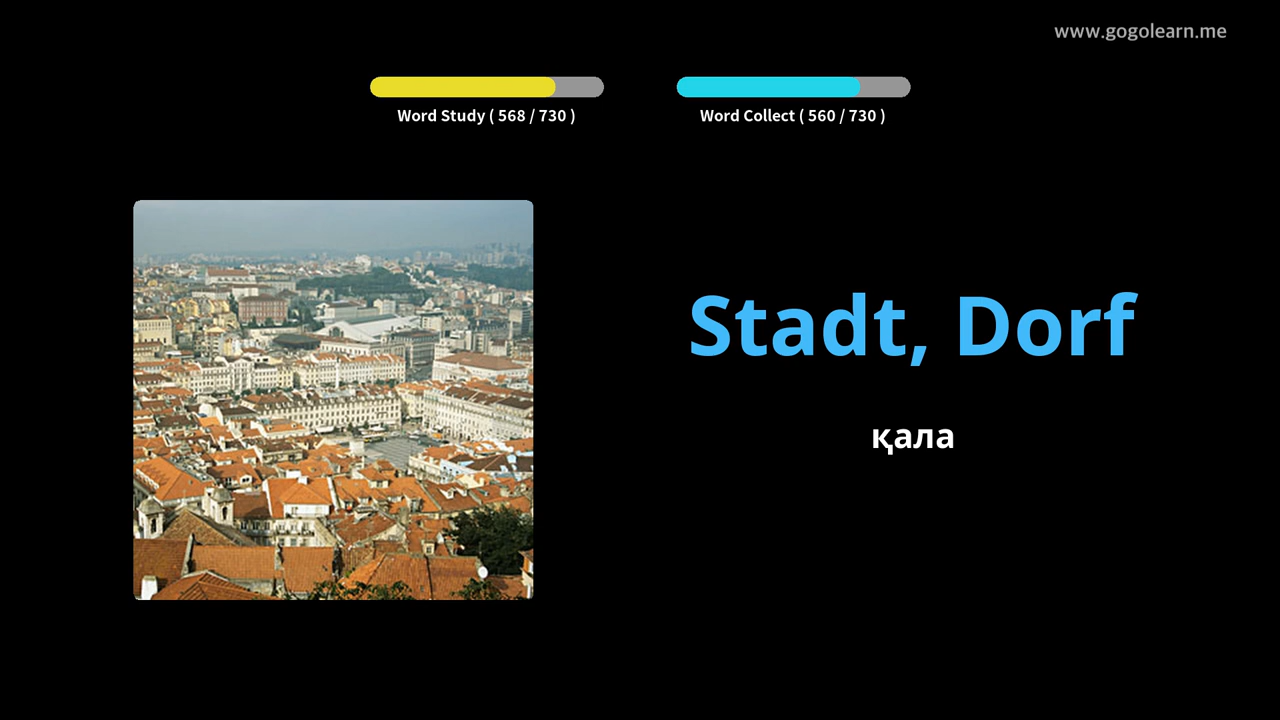 www.gogolearn.me
Word Study ( 568 / 730 )
Word Collect ( 560 / 730 )
Stadt, Dorf
қала